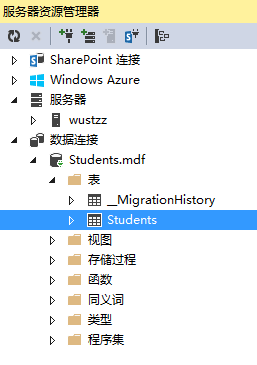 服务器资源管理器
SharePoint 连接
Windows Azure
服务器
wustzz
数据连接
Students.mdf
表
__MigrationHistory
Students
视图
存储过程
函数
同义词
类型
程序集